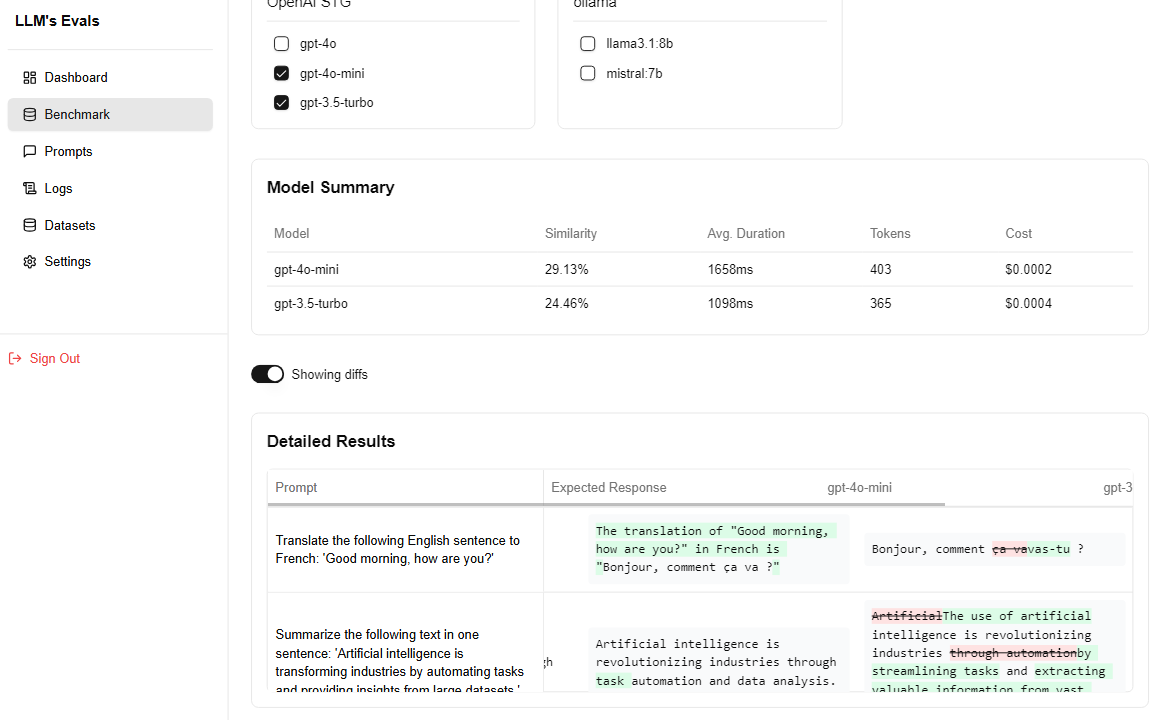 LLM's Evals
Dashboard
Benchmark
Prompts
Logs
Datasets
Settings
Sign Out
OpenAI STG
gpt-4o
gpt-4o-mini
gpt-3.5-turbo
ollama
llama3.1:8b
mistral:7b
Model Summary
Model Similarity Avg. Duration Tokens Cost
gpt-4o-mini 29.13% 1658ms 403 $0.0002
gpt-3.5-turbo 24.46% 1098ms 365 $0.0004
Showing diffs
Detailed Results
Prompt Expected Response gpt-4o-mini gpt-3
Translate the following English sentence to
French: 'Good morning, how are you?'
The translation of "Good morning,
how are you?" in French is
"Bonjour, comment ça va ?"
Bonjour, comment ça vavas-tu ?
Summarize the following text in one
sentence: 'Artificial intelligence is
transforming industries by automating tasks
and providing insights from large datasets.'
gh
Artificial intelligence is
revolutionizing industries through
task automation and data analysis.
ArtificialThe use of artificial
intelligence is revolutionizing
industries through automationby
streamlining tasks and extracting
valuable information from vast